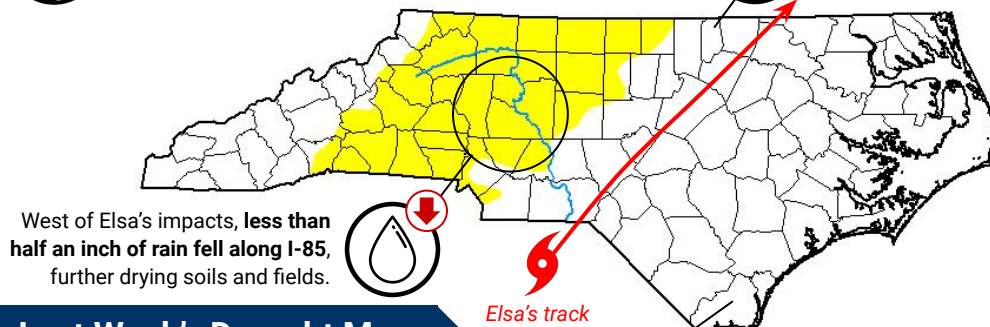 West of Elsa's impacts, less than
half an inch of rain fell along I-85,
further drying soils and fields.
Elsa's track